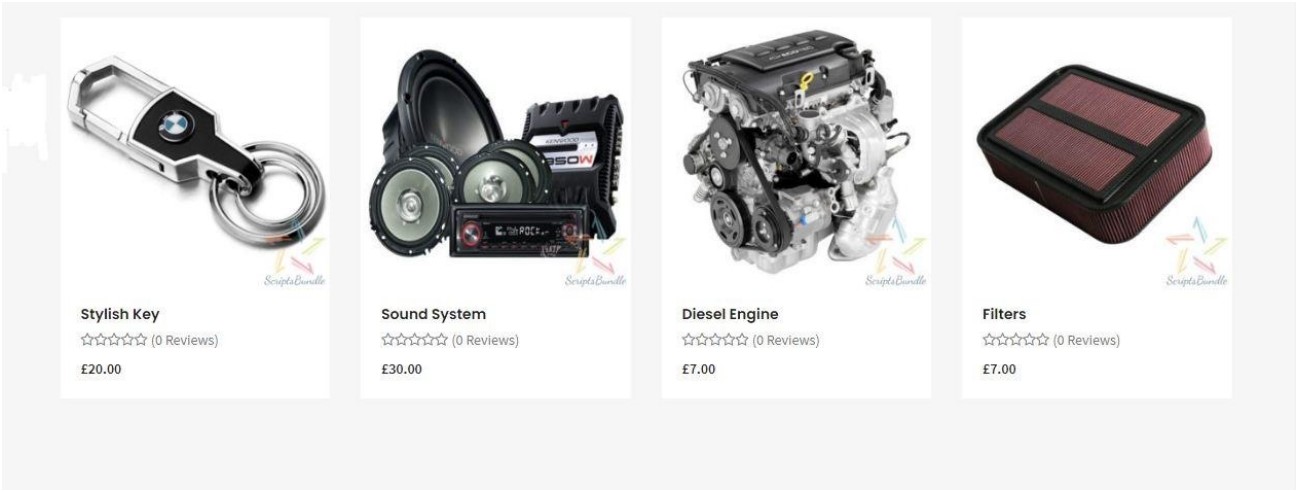 KENWOOD
ScriptsBundle
ScriptsBundle
ScriptsBundle
ScriptsBundle
Stylish Key
Sound System
Diesel Engine
Filters
(0 Reviews)
(0 Reviews)
(0 Reviews)
(0 Reviews)
£20.00
£30.00
£7.00
£7.00